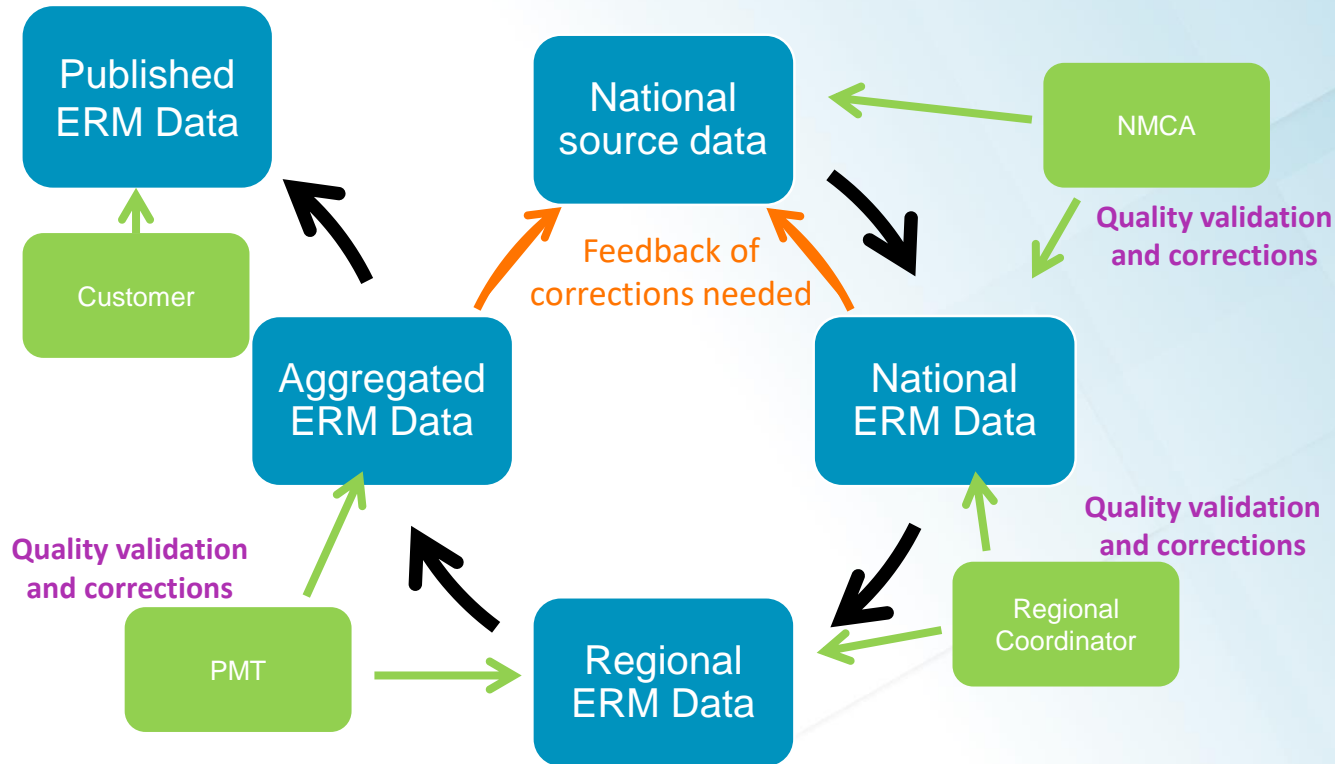 Published
ERM Data
National
source data
NMCA
Quality validation
and corrections
Customer
Feedback of
corrections needed
Aggregated
ERM Data
National
ERM Data
Quality validation
and corrections
Quality validation
and corrections
Regional
Coordinator
PMT
Regional
ERM Data